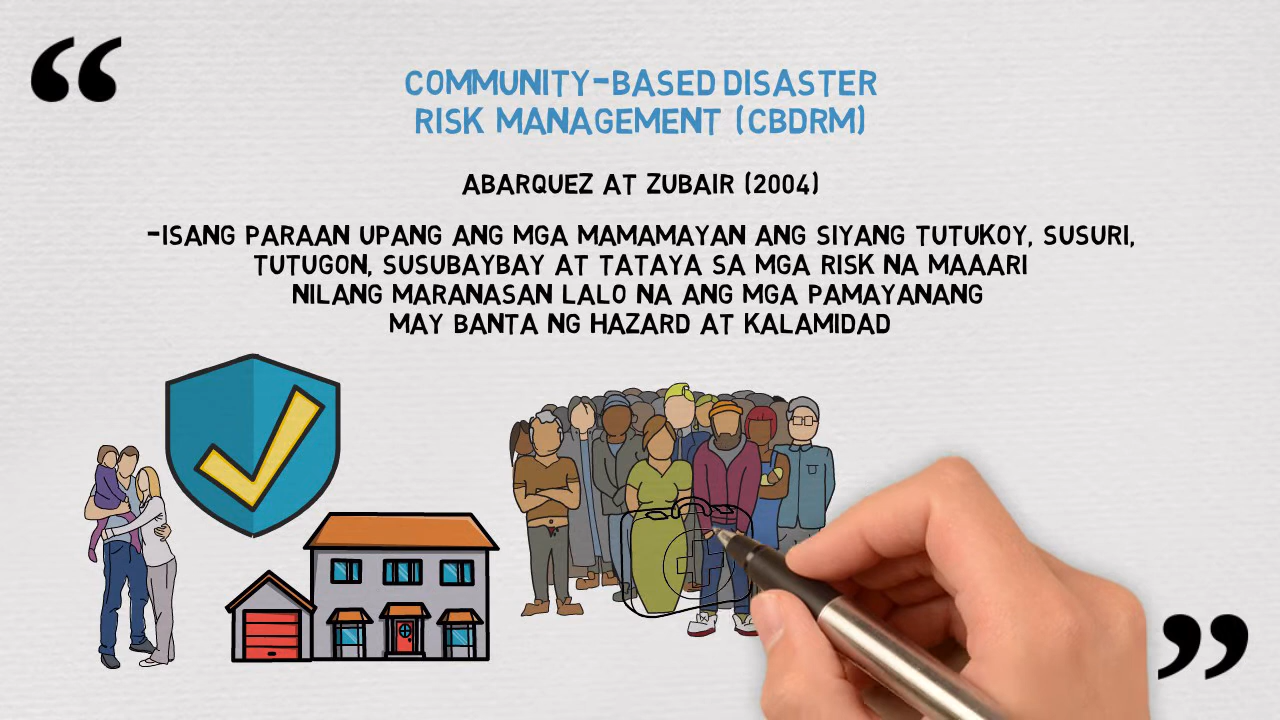 COMMUNITY-BASED DISASTER
RISK MANAGEMENT (CBDRM)
ABARQUEZ AT ZUBAIR (2004)
-ISANG PARAAN UPANG ANG MGA MAMAMAYAN ANG SIYANG TUTUKOY, SUSURI,
TUTUGON, SUSUBAYBAY AT TATAYA SA MGA RISK NA MAAARI
NILANG MARANASAN LALO NA ANG MGA PAMAYANANG
MAY BANTA NG HAZARD AT KALAMIDAD